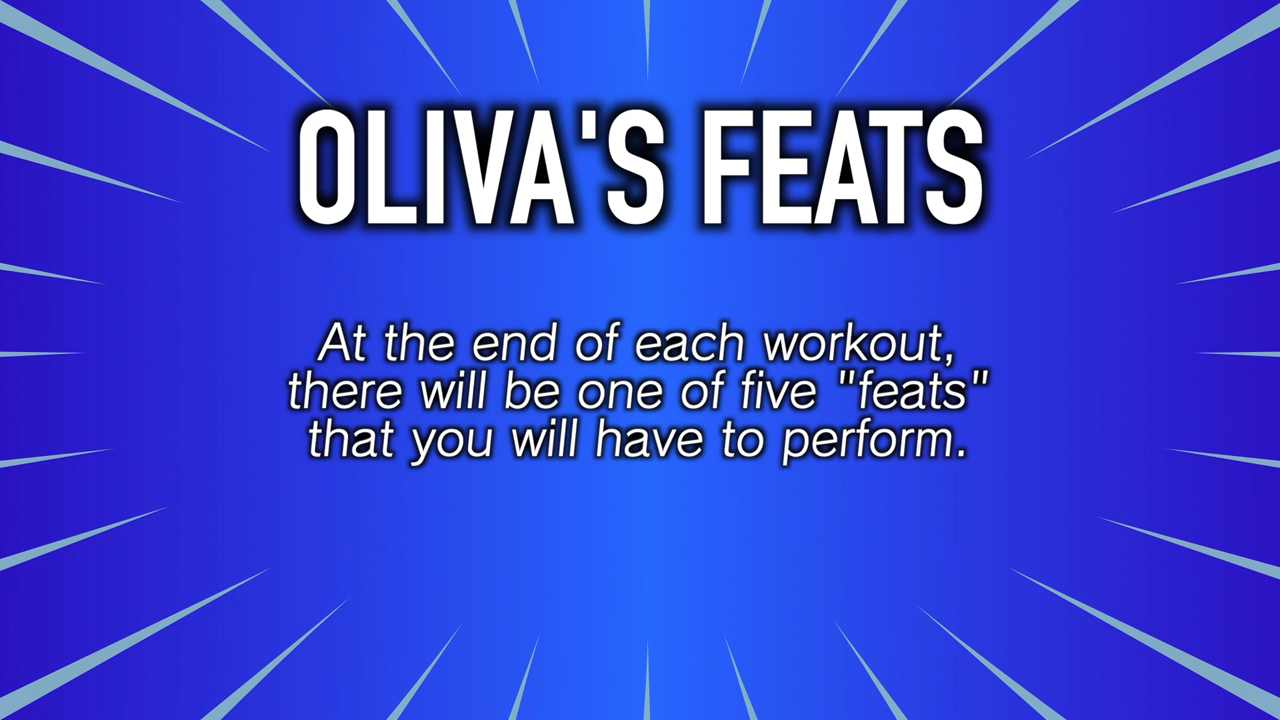 OLIVA'S FEATS
At the end of each workout,
there will be one of five "feats"
that you will have to perform.